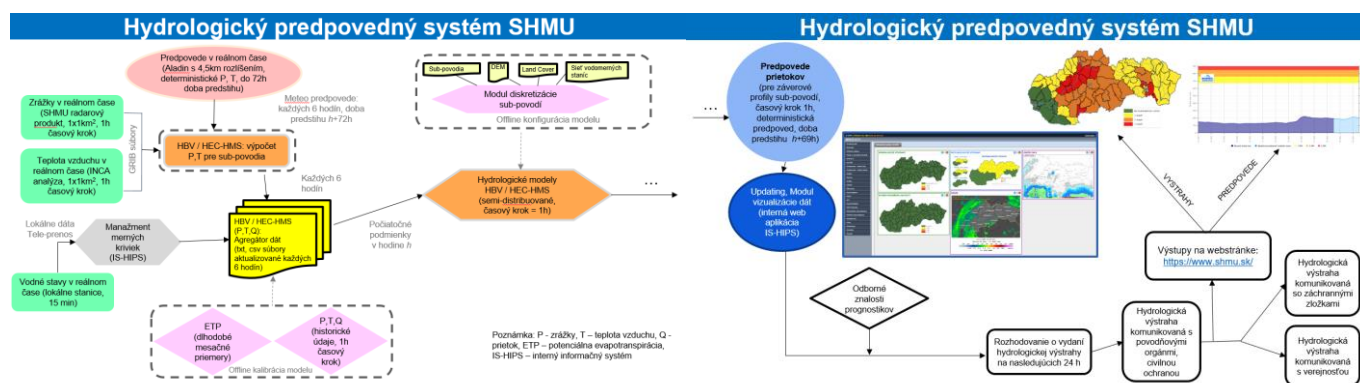 Hydrologický predpovedný systém SHMU
Predpovede v reálnom čase
(Aladin s 4,5km rozlíšením,
deterministické P, T, do 72h
doba predstihu)
Meteo predpovede:
každých 6 hodín, doba
predstihu h+72h
Zrážky v reálnom čase
(SHMU radarový
produkt, 1x1km², 1h
časový krok)
Teplota vzduchu v
reálnom čase (INCA
analýza, 1x1km², 1h
časový krok)
GRIB súbory
HBV / HEC-HMS: výpočet
P,T pre sub-povodia
Každých 6
hodín
Sub-povodia
DEM
Land Cover
Sieť vodomerných
staníc
Modul diskretizácie
sub-povodí
Offline konfigurácia modelu
Hydrologické modely
HBV / HEC-HMS
(semi-distribuované,
časový krok = 1h)
...
Lokálne dáta
Tele-prenos
Manažment
merných
kriviek
(IS-HIPS)
HBV / HEC-HMS
(P,T,Q):
Agregátor dát
(txt, csv súbory
aktualizované každých
6 hodín)
Počiatočné
podmienky
v hodine h
Vodné stavy v reálnom
čase (lokálne stanice,
15 min)
ETP
(dlhodobé
mesačné
priemery)
P,T,Q
(historické
údaje, 1h
časový
krok)
Offline kalibrácia modelu
Poznámka: P - zrážky, T – teplota vzduchu, Q -
prietok, ETP – potenciálna evapotranspirácia,
IS-HIPS – interný informačný systém
Hydrologický predpovedný systém SHMU
...
Predpovede
prietokov
(pre záverové
profily sub-povodí,
časový krok 1h,
deterministická
predpoveď, doba
predstihu h+69h)
Updating, Modul
vizualizácie dát
(interná web
aplikácia
IS-HIPS)
VÝSTRAHY
PREDPOVEDE
Výstupy na webstránke:
https://www.shmu.sk/
Odborné
znalosti
prognostikov
Rozhodovanie o vydaní
hydrologickej výstrahy
na nasledujúcich 24 h
Hydrologická
výstraha
komunikovaná s
povodňovými
orgánmi,
civilnou
ochranou
Hydrologická
výstraha
komunikovaná
so záchrannými
zložkami
Hydrologická
výstraha
komunikovaná
s verejnosťou